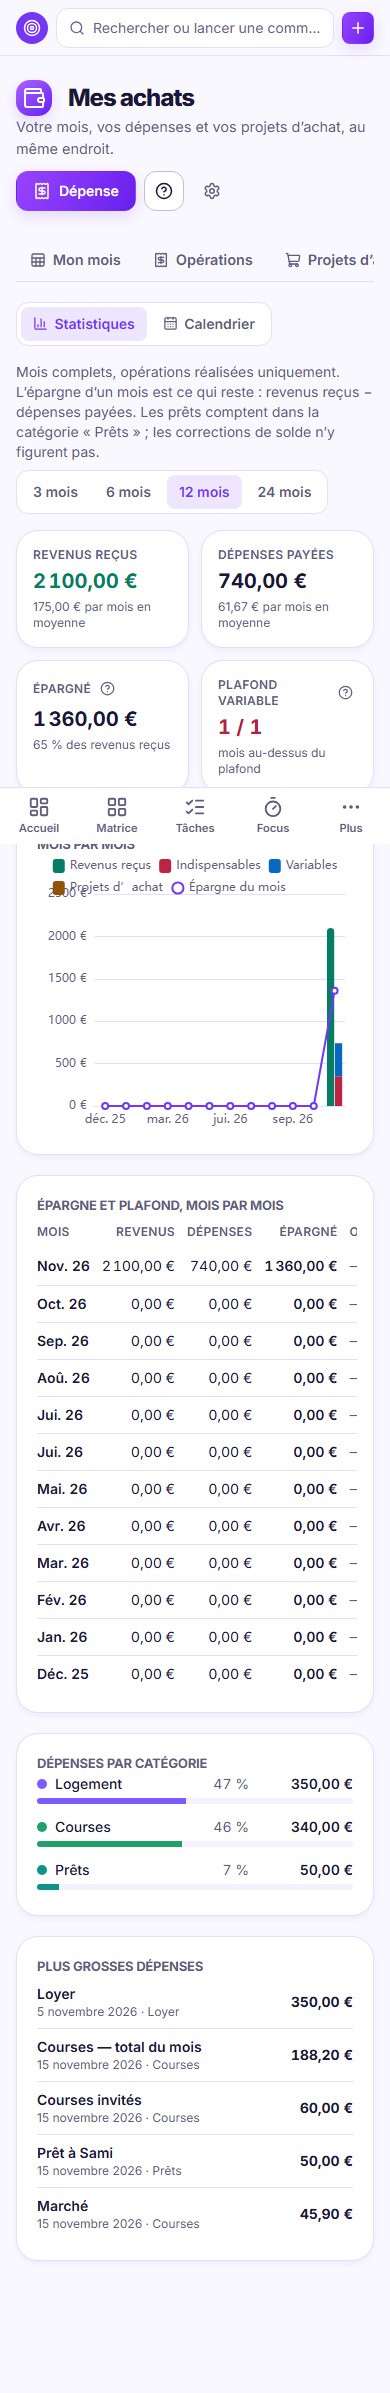 Rechercher ou lancer une comm…
Mes achats
Votre mois, vos dépenses et vos projets d’achat, au
même endroit.
Dépense
Mon mois Opérations Projets d’a
Statistiques Calendrier
Mois complets, opérations réalisées uniquement.
L’épargne d’un mois est ce qui reste : revenus reçus −
dépenses payées. Les prêts comptent dans la
catégorie « Prêts » ; les corrections de solde n’y
figurent pas.
3 mois 6 mois 12 mois 24 mois
REVENUS REÇUS
2 100,00 €
175,00 € par mois en
moyenne
DÉPENSES PAYÉES
740,00 €
61,67 € par mois en
moyenne
ÉPARGNÉ
1 360,00 €
65 % des revenus reçus
PLAFOND
VARIABLE
1 / 1
mois au-dessus du
plafond
Accueil Matrice Tâches Focus Plus
MOIS PAR MOIS
Revenus reçus Indispensables Variables
Projets d’achat Épargne du mois
2500 €
2000 €
1500 €
1000 €
500 €
0 €
déc. 25 mar. 26 jui. 26 sep. 26
ÉPARGNE ET PLAFOND, MOIS PAR MOIS
MOIS REVENUS DÉPENSES ÉPARGNÉ
Nov. 26 2 100,00 € 740,00 € 1 360,00 € –
Oct. 26 0,00 € 0,00 € 0,00 € –
Sep. 26 0,00 € 0,00 € 0,00 € –
Aoû. 26 0,00 € 0,00 € 0,00 € –
Jui. 26 0,00 € 0,00 € 0,00 € –
Jui. 26 0,00 € 0,00 € 0,00 € –
Mai. 26 0,00 € 0,00 € 0,00 € –
Avr. 26 0,00 € 0,00 € 0,00 € –
Mar. 26 0,00 € 0,00 € 0,00 € –
Fév. 26 0,00 € 0,00 € 0,00 € –
Jan. 26 0,00 € 0,00 € 0,00 € –
Déc. 25 0,00 € 0,00 € 0,00 € –
DÉPENSES PAR CATÉGORIE
Logement 47 % 350,00 €
Courses 46 % 340,00 €
Prêts 7 % 50,00 €
PLUS GROSSES DÉPENSES
Loyer 350,00 €
5 novembre 2026 · Loyer
Courses — total du mois 188,20 €
15 novembre 2026 · Courses
Courses invités 60,00 €
15 novembre 2026 · Courses
Prêt à Sami 50,00 €
15 novembre 2026 · Prêts
Marché 45,90 €
15 novembre 2026 · Courses